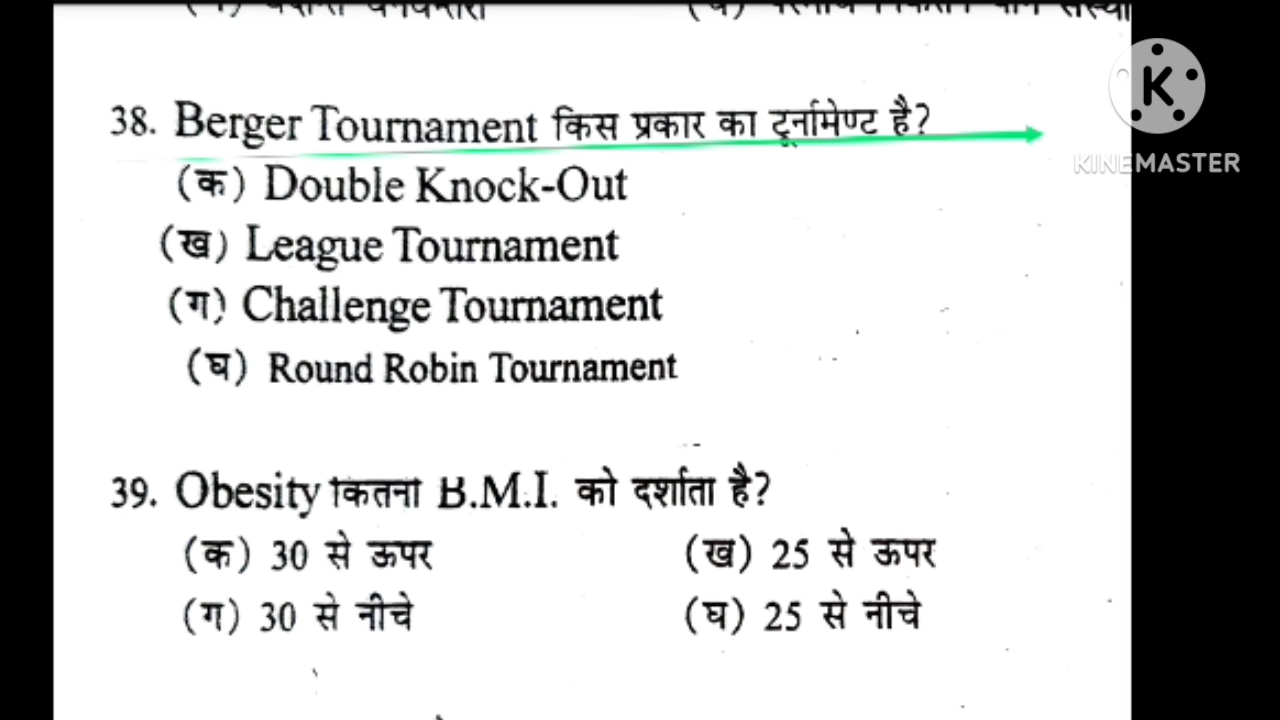 38. Berger Tournament किस प्रकार का टूर्नामेण्ट है?
K
KINEMASTER
(क) Double Knock-Out
(ख) League Tournament
(ग) Challenge Tournament
(घ) Round Robin Tournament
39. Obesity कितना B.M.I. को दर्शाता है?
(क) 30 से ऊपर (ख) 25 से ऊपर
(ग) 30 से नीचे (घ) 25 से नीचे